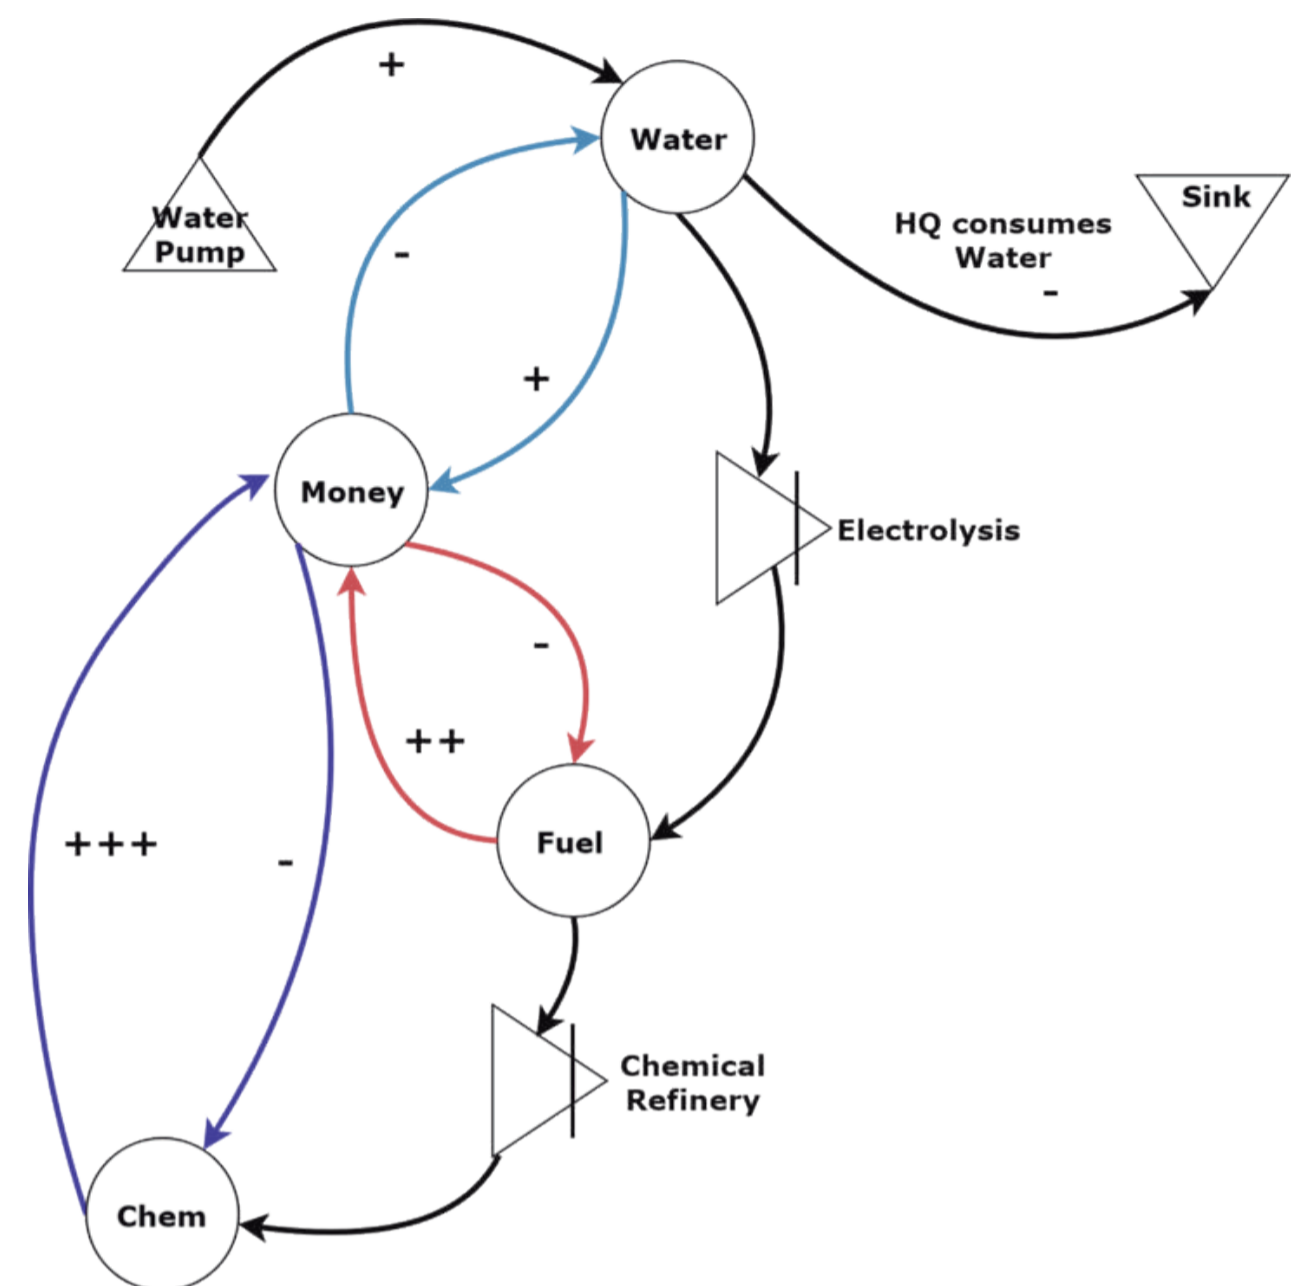 +
Water
Water
Pump
Sink
HQ consumes
Water
-
-
+
Money
Electrolysis
-
++
+++
-
Fuel
Chemical
Refinery
Chem